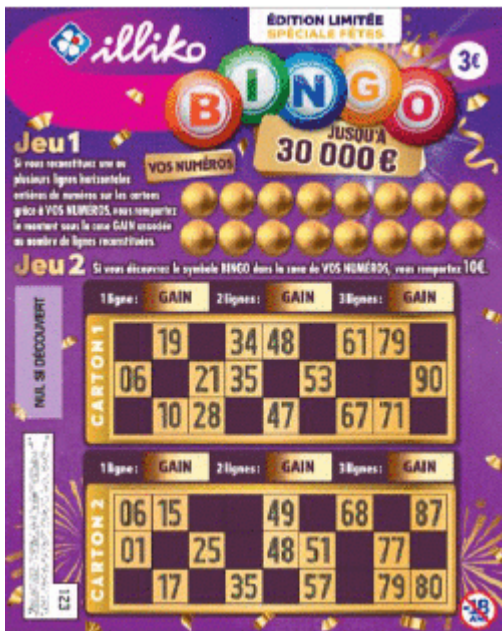 ÉDITION LIMITÉE
SPÉCIALE FÊTES
illiko
3€
BINGO
JUSQU'À
30 000 €
Jeu 1
Si vous reconstituez une ou
plusieurs lignes horizontales
entières de numéros sur les cartons
grâce à VOS NUMÉROS, vous remportez
le montant sous la case GAIN associée
au nombre de lignes reconstituées.
VOS NUMÉROS
Jeu 2 Si vous découvrez le symbole BINGO dans la zone de VOS NUMÉROS, vous remportez 10€.
NUL SI DÉCOUVERT
1 ligne : GAIN 2 lignes : GAIN 3 lignes : GAIN
CARTON 1
19 34 48 61 79
06 21 35 53 90
10 28 47 67 71
1 ligne : GAIN 2 lignes : GAIN 3 lignes : GAIN
CARTON 2
06 15 49 68 87
01 25 48 51 77
17 35 57 79 80
123
-18
ANS